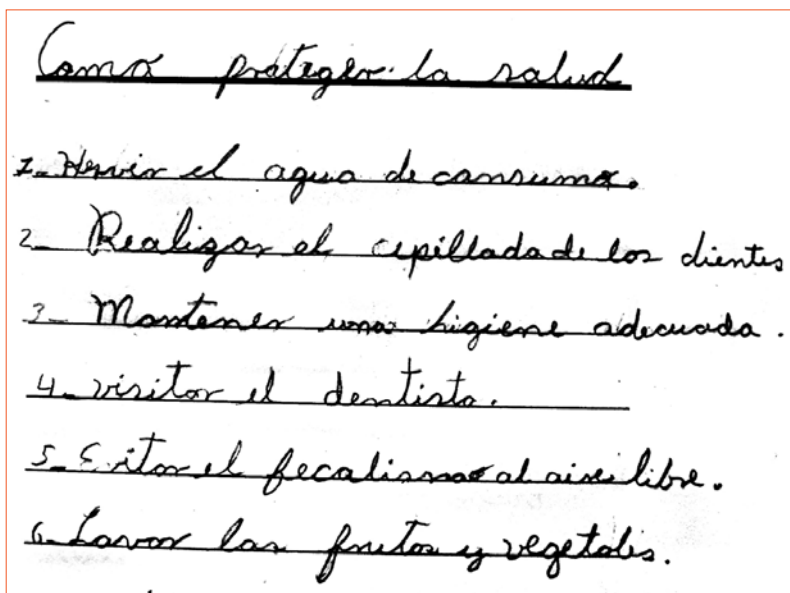 Como proteger la salud
1- Hervir el agua de consumo.
2- Realizar el cepillado de los dientes
3- Mantener una higiene adecuada.
4- visitar el dentista.
5- Evitar el fecalismo al aire libre.
6- Lavar las frutas y vegetales.